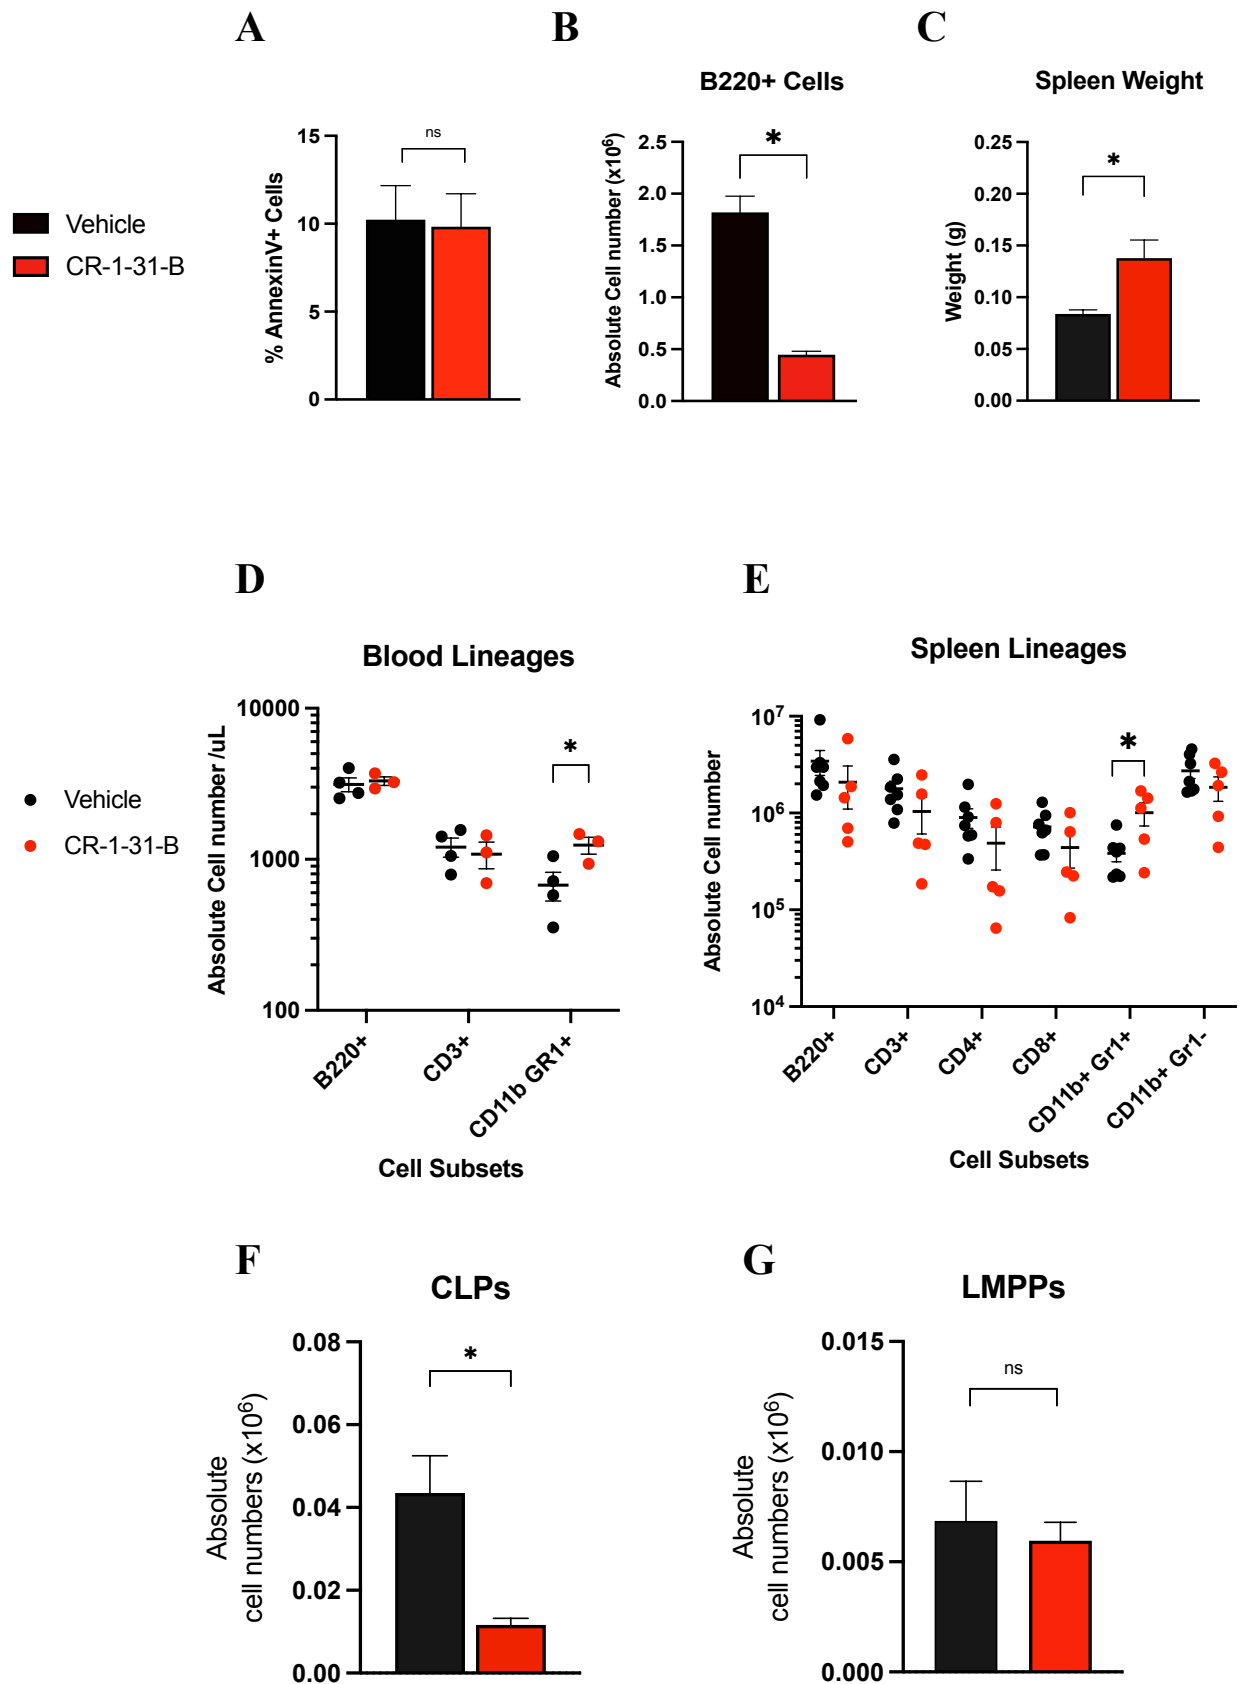 A
B
C
Vehicle
CR-1-31-B
% AnnexinV+ Cells
15
10
5
0
ns
B220+ Cells
Absolute Cell number (x10⁶)
2.5
2.0
1.5
1.0
0.5
0.0
*
Spleen Weight
Weight (g)
0.25
0.20
0.15
0.10
0.05
0.00
*
D
E
Vehicle
CR-1-31-B
Blood Lineages
Absolute Cell number /uL
10000
1000
100
*
B220+
CD3+
CD11b GR1+
Cell Subsets
Spleen Lineages
Absolute Cell number
10⁷
10⁶
10⁵
10⁴
*
B220+
CD3+
CD4+
CD8+
CD11b+ Gr1+
CD11b+ Gr1-
Cell Subsets
F
G
CLPs
Absolute
cell numbers (x10⁶)
0.08
0.06
0.04
0.02
0.00
*
LMPPs
Absolute
cell numbers (x10⁶)
0.015
0.010
0.005
0.000
ns